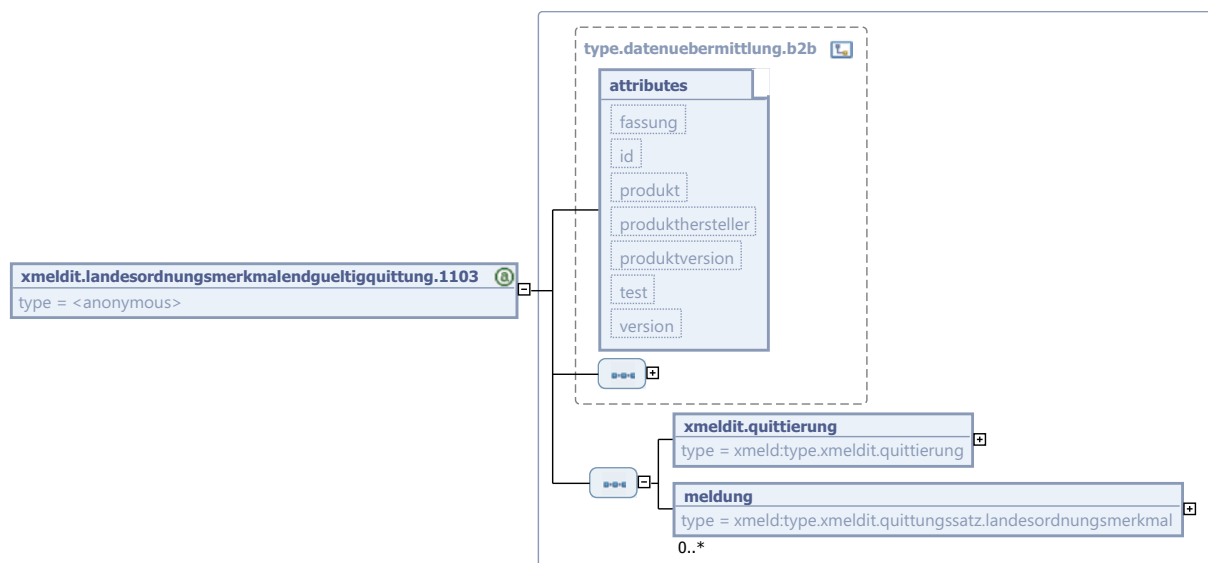 type.datenuebermittlung.b2b
attributes
fassung
id
produkt
produkthersteller
produktversion
test
version
xmeldit.landesordnungsmerkmalendgueltigquittung.1103
type = <anonymous>
xmeldit.quittierung
type = xmeld:type.xmeldit.quittierung
meldung
type = xmeld:type.xmeldit.quittungssatz.landesordnungsmerkmal
0..*